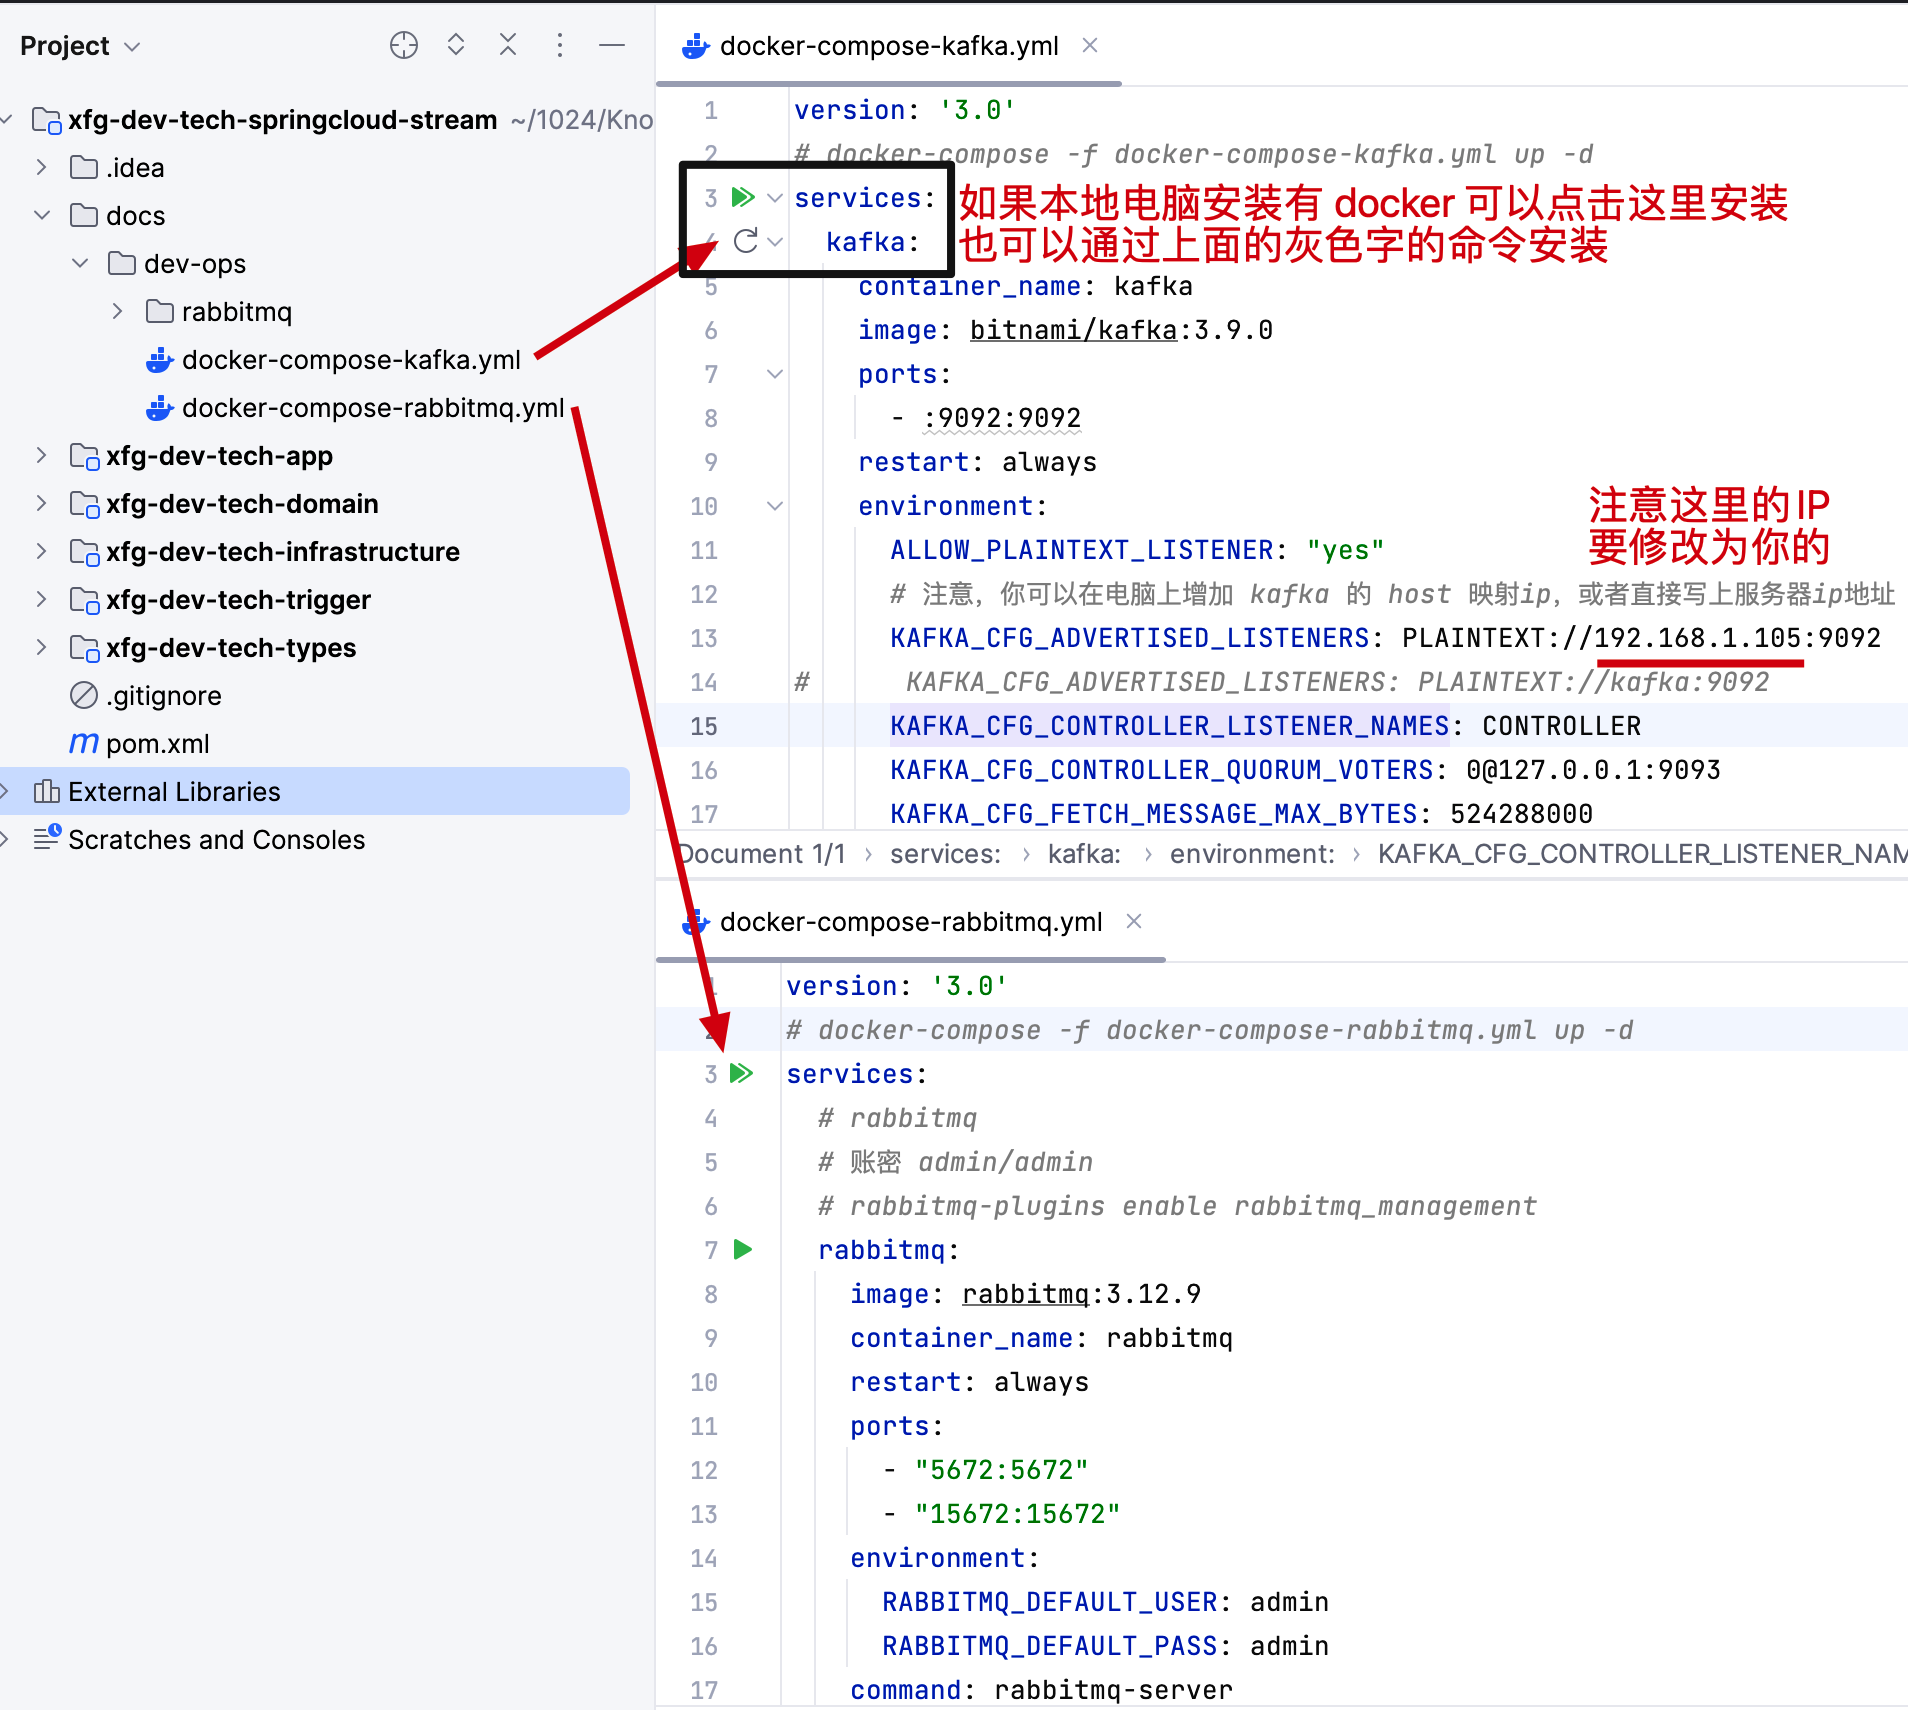 Project
xfg-dev-tech-springcloud-stream ~/1024/Kno
.idea
docs
dev-ops
rabbitmq
docker-compose-kafka.yml
docker-compose-rabbitmq.yml
xfg-dev-tech-app
xfg-dev-tech-domain
xfg-dev-tech-infrastructure
xfg-dev-tech-trigger
xfg-dev-tech-types
.gitignore
pom.xml
External Libraries
Scratches and Consoles
docker-compose-kafka.yml
1 version: '3.0'
2 # docker-compose -f docker-compose-kafka.yml up -d
3 services:
如果本地电脑安装有 docker 可以点击这里安装
4 kafka:
也可以通过上面的灰色字的命令安装
5 container_name: kafka
6 image: bitnami/kafka:3.9.0
7 ports:
8 - :9092:9092
9 restart: always
10 environment:
注意这里的IP
要修改为你的
11 ALLOW_PLAINTEXT_LISTENER: "yes"
12 # 注意，你可以在电脑上增加 kafka 的 host 映射ip，或者直接写上服务器ip地址
13 KAFKA_CFG_ADVERTISED_LISTENERS: PLAINTEXT://192.168.1.105:9092
14 # KAFKA_CFG_ADVERTISED_LISTENERS: PLAINTEXT://kafka:9092
15 KAFKA_CFG_CONTROLLER_LISTENER_NAMES: CONTROLLER
16 KAFKA_CFG_CONTROLLER_QUORUM_VOTERS: 0@127.0.0.1:9093
17 KAFKA_CFG_FETCH_MESSAGE_MAX_BYTES: 524288000
Document 1/1 › services: › kafka: › environment: › KAFKA_CFG_CONTROLLER_LISTENER_NAM
docker-compose-rabbitmq.yml
1 version: '3.0'
2 # docker-compose -f docker-compose-rabbitmq.yml up -d
3 services:
4 # rabbitmq
5 # 账密 admin/admin
6 # rabbitmq-plugins enable rabbitmq_management
7 rabbitmq:
8 image: rabbitmq:3.12.9
9 container_name: rabbitmq
10 restart: always
11 ports:
12 - "5672:5672"
13 - "15672:15672"
14 environment:
15 RABBITMQ_DEFAULT_USER: admin
16 RABBITMQ_DEFAULT_PASS: admin
17 command: rabbitmq-server